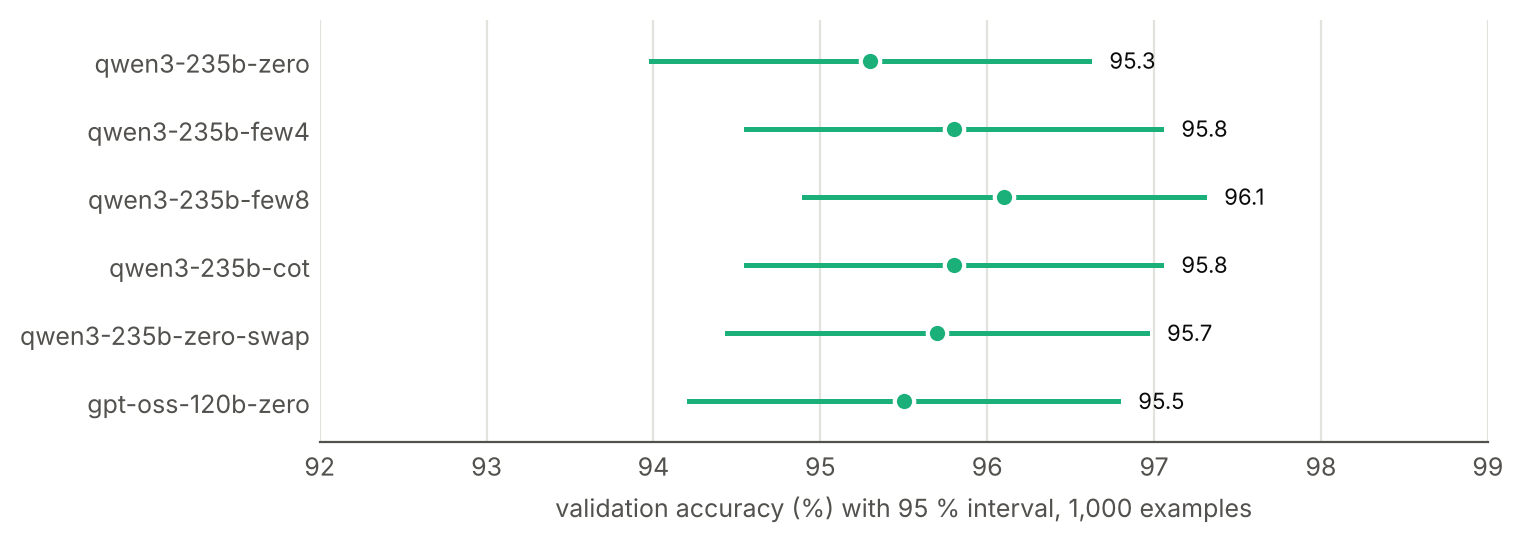 qwen3-235b-zero 95.3
qwen3-235b-few4 95.8
qwen3-235b-few8 96.1
qwen3-235b-cot 95.8
qwen3-235b-zero-swap 95.7
gpt-oss-120b-zero 95.5
92 93 94 95 96 97 98 99
validation accuracy (%) with 95 % interval, 1,000 examples